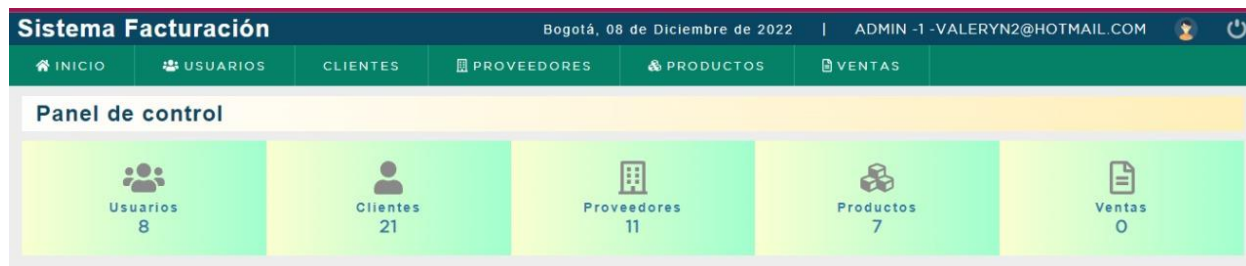 Sistema Facturación Bogotá, 08 de Diciembre de 2022 | ADMIN -1 -VALERYN2@HOTMAIL.COM
INICIO USUARIOS CLIENTES PROVEEDORES PRODUCTOS VENTAS
Panel de control
Usuarios Clientes Proveedores Productos Ventas
8 21 11 7 0